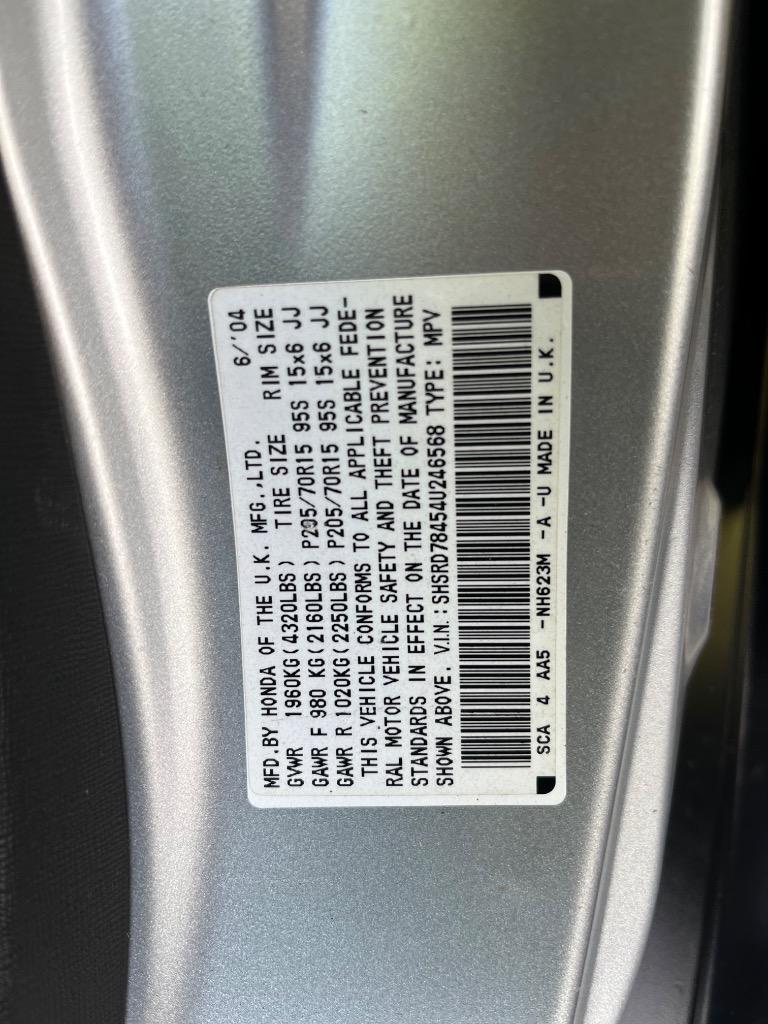 MFD.BY HONDA OF THE U.K. MFG.,LTD. 6/'04
GVWR 1960KG(4320LBS) TIRE SIZE RIM SIZE
GAWR F 980 KG(2160LBS) P205/70R15 95S 15x6 JJ
GAWR R 1020KG(2250LBS) P205/70R15 95S 15x6 JJ
THIS VEHICLE CONFORMS TO ALL APPLICABLE FEDE-
RAL MOTOR VEHICLE SAFETY AND THEFT PREVENTION
STANDARDS IN EFFECT ON THE DATE OF MANUFACTURE
SHOWN ABOVE. V.I.N.: SHSRD78454U246568 TYPE: MPV
SCA 4 AA5 -NH623M -A -U MADE IN U.K.